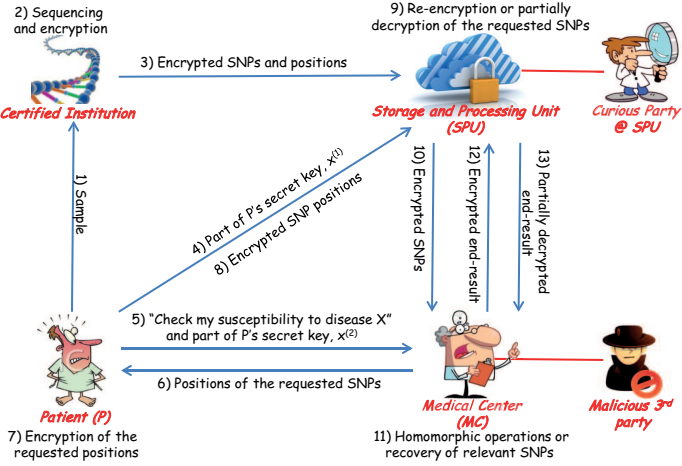 2) Sequencing
and encryption
9) Re-encryption or partially
decryption of the requested SNPs
3) Encrypted SNPs and positions
Certified Institution
Storage and Processing Unit
(SPU)
Curious Party
@ SPU
1) Sample
4) Part of P's secret key, x(1)
8) Encrypted SNP positions
10) Encrypted SNPs
12) Encrypted end-result
13) Partially decrypted
end-result
5) “Check my susceptibility to disease X”
and part of P's secret key, x(2)
6) Positions of the requested SNPs
Patient (P)
Medical Center
(MC)
Malicious 3rd
party
7) Encryption of the
requested positions
11) Homomorphic operations or
recovery of relevant SNPs